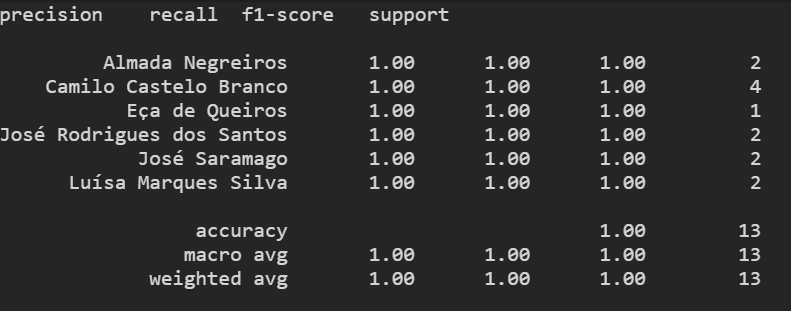 precision recall f1-score support
Almada Negreiros 1.00 1.00 1.00 2
Camilo Castelo Branco 1.00 1.00 1.00 4
Eça de Queiros 1.00 1.00 1.00 1
José Rodrigues dos Santos 1.00 1.00 1.00 2
José Saramago 1.00 1.00 1.00 2
Luísa Marques Silva 1.00 1.00 1.00 2
accuracy 1.00 13
macro avg 1.00 1.00 1.00 13
weighted avg 1.00 1.00 1.00 13